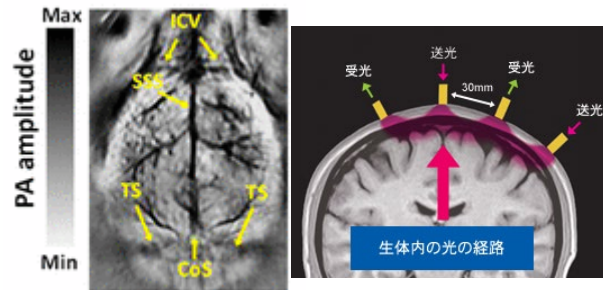 Max
PA amplitude
Min
ICV
SSS
TS
TS
CoS
送光
受光
30mm
受光
送光
生体内の光の経路